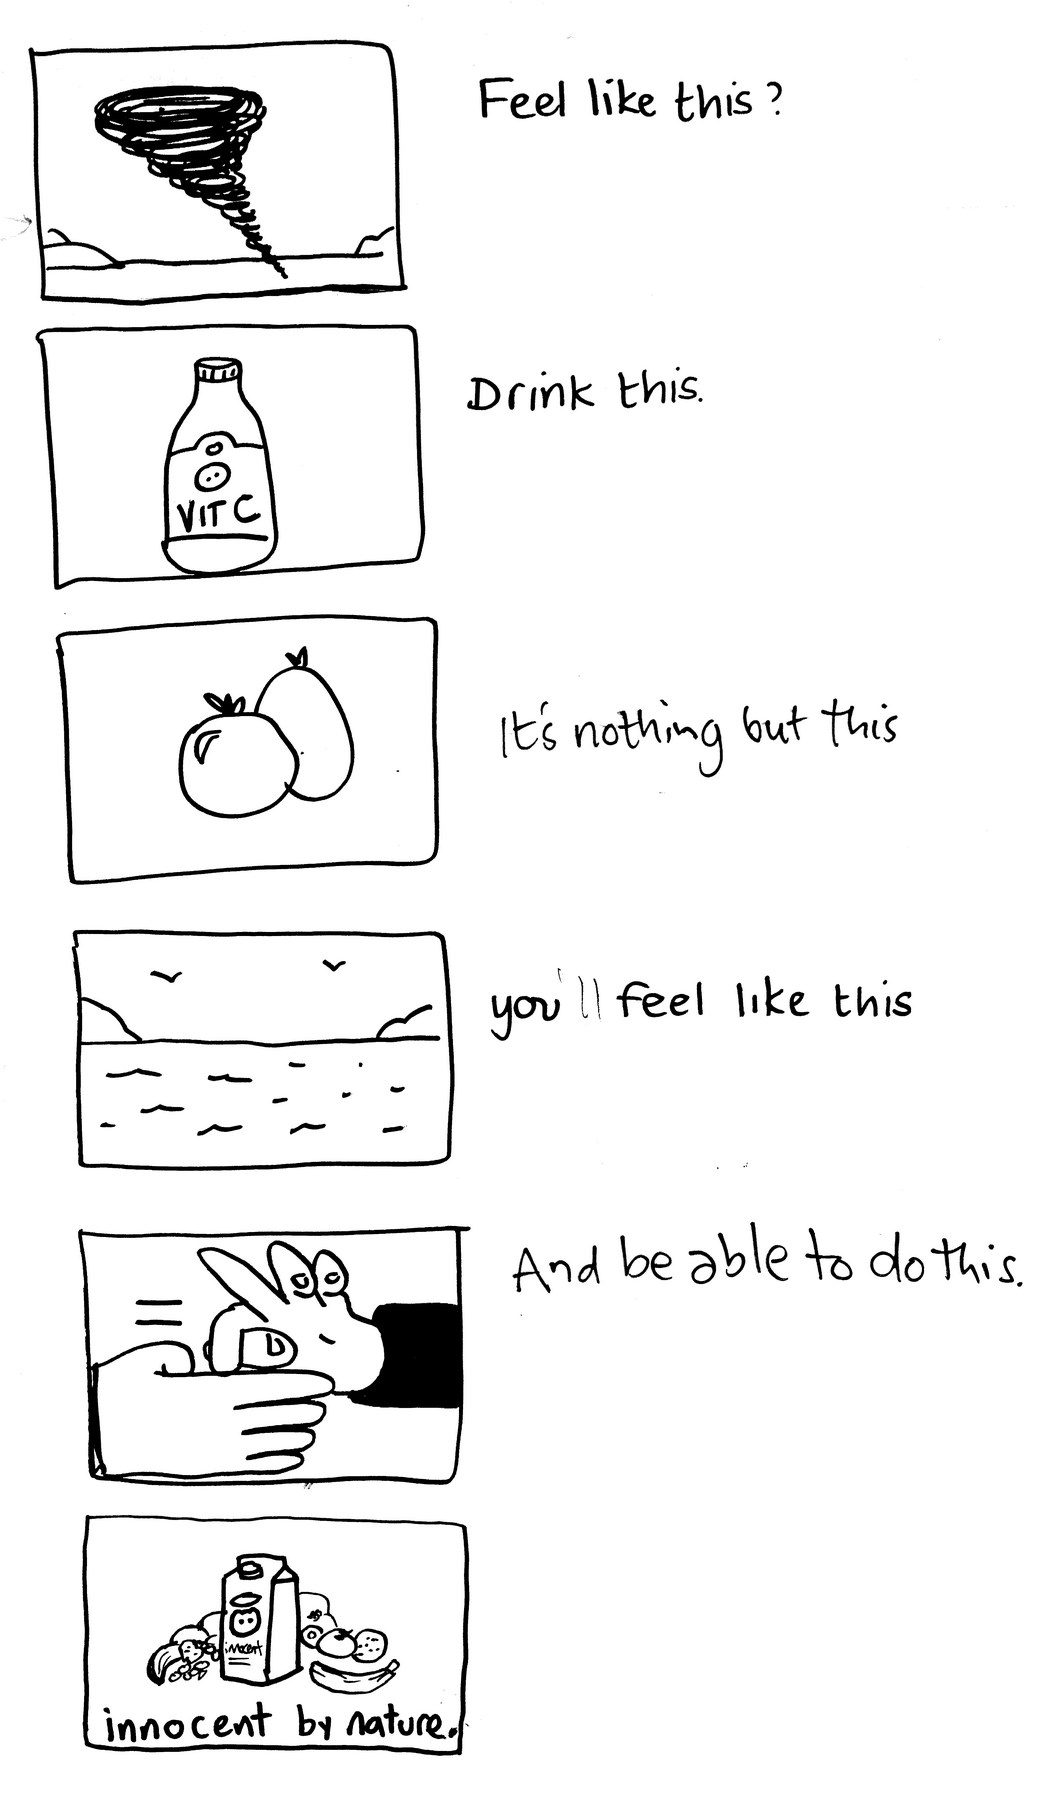 Feel like this?
Drink this.
VIT C
It's nothing but this
you'll feel like this
And be able to do this.
innocent
innocent by nature.